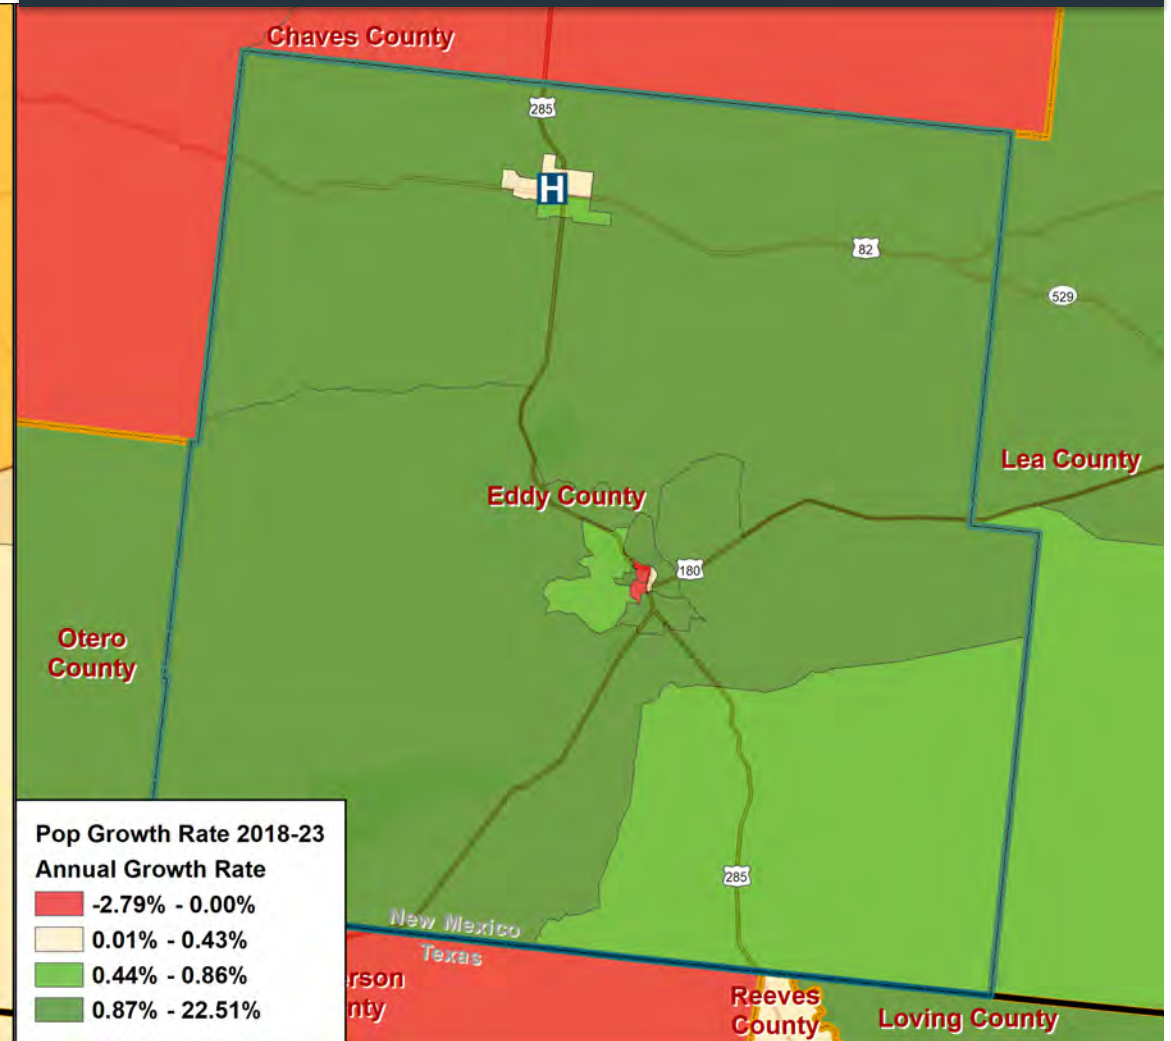 Chaves County
285
H
82
529
Lea County
Eddy County
180
Otero
County
285
New Mexico
Texas
erson
nty
Reeves
County
Loving County
Pop Growth Rate 2018-23
Annual Growth Rate
-2.79% - 0.00%
0.01% - 0.43%
0.44% - 0.86%
0.87% - 22.51%